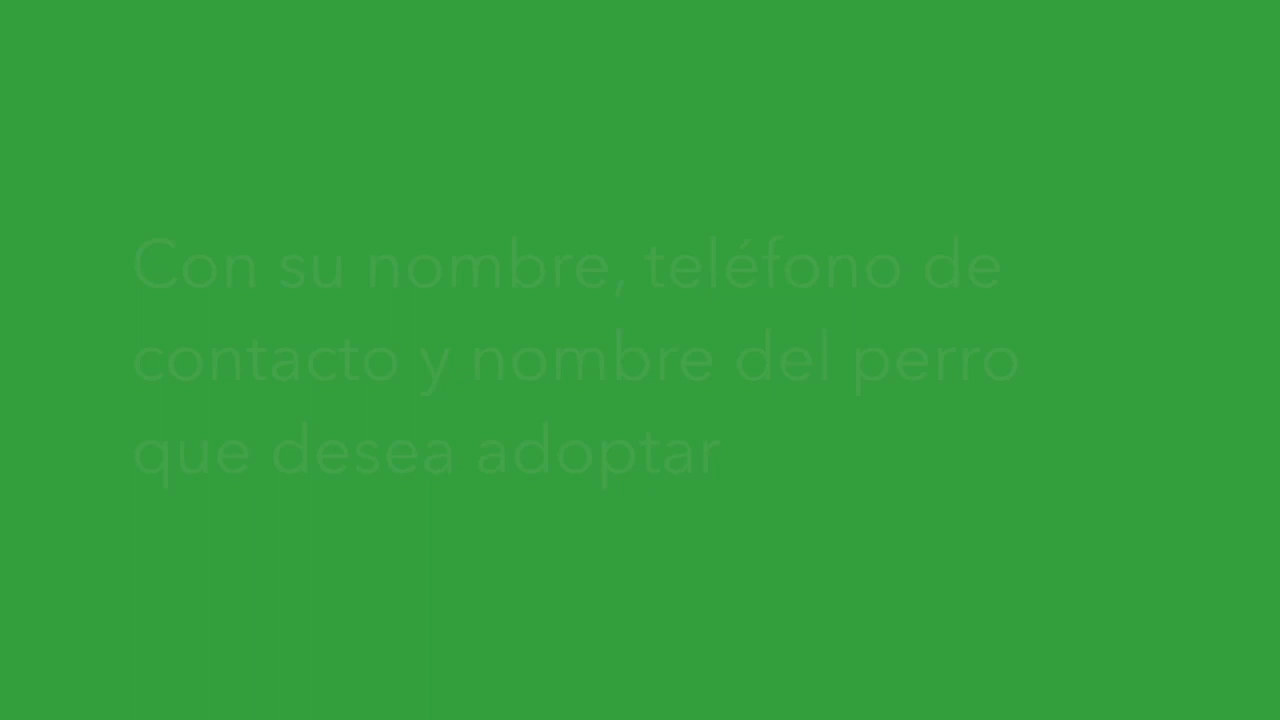 Con su nombre, teléfono de
contacto y nombre del perro
que desea adoptar